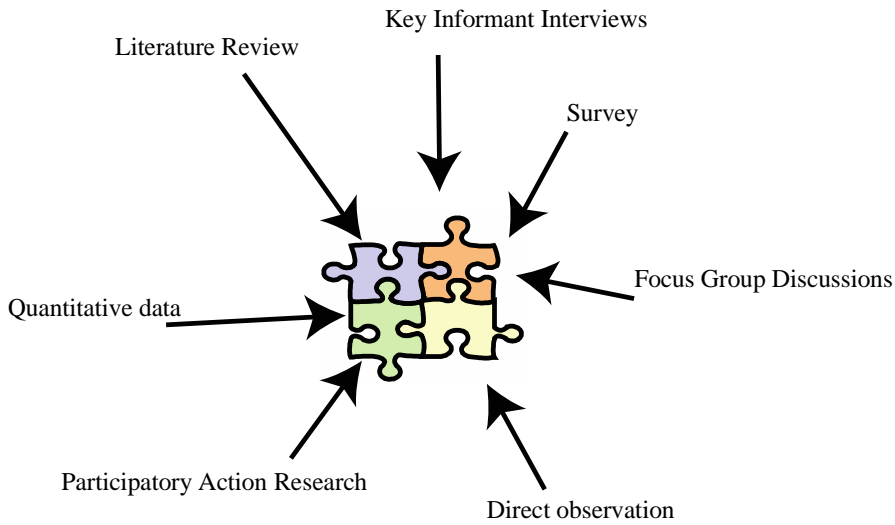 Key Informant Interviews
Literature Review
Survey
Focus Group Discussions
Quantitative data
Participatory Action Research
Direct observation